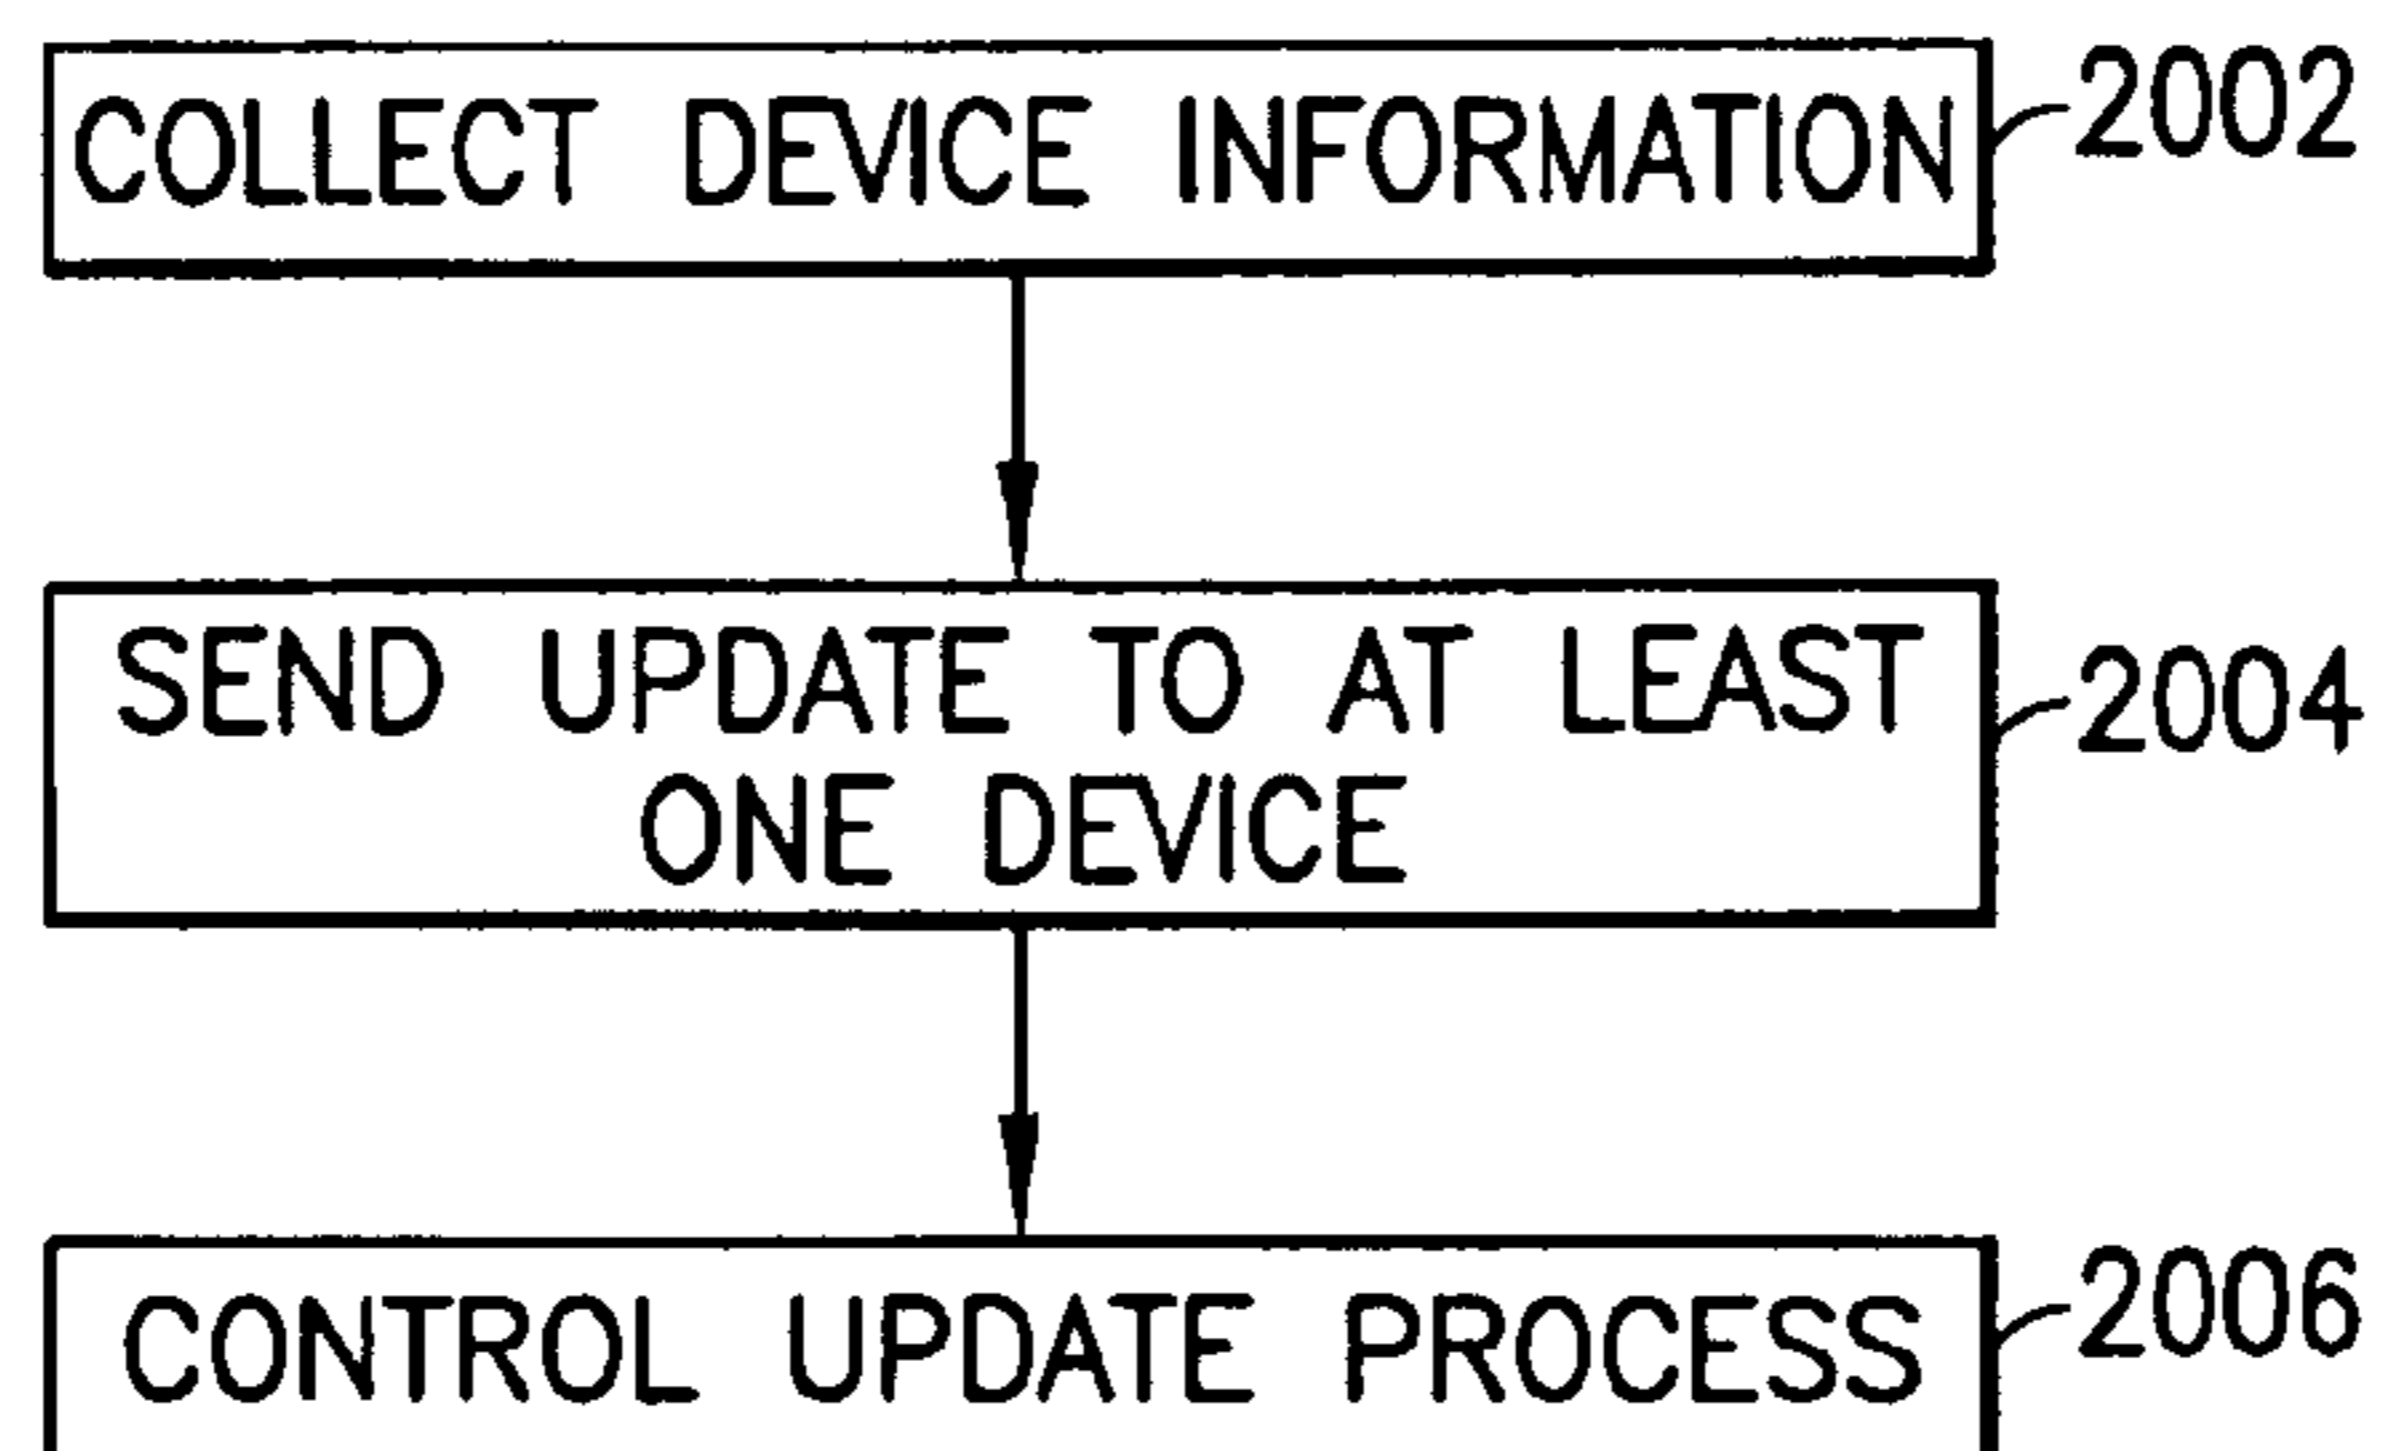 COLLECT DEVICE INFORMATION 2002
SEND UPDATE TO AT LEAST 2004
ONE DEVICE
CONTROL UPDATE PROCESS 2006